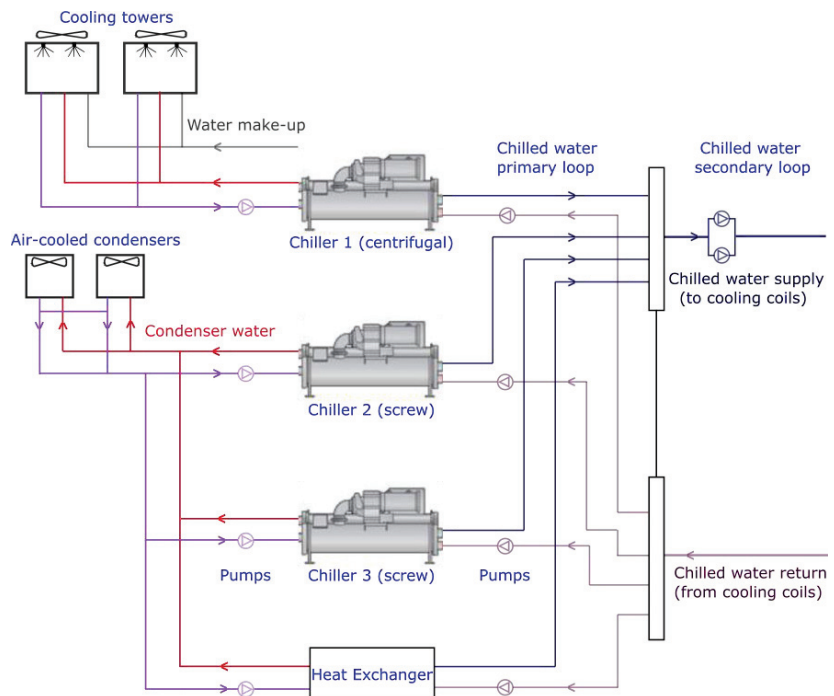 Cooling towers
Water make-up
Chilled water
primary loop
Chilled water
secondary loop
Chiller 1 (centrifugal)
Air-cooled condensers
Chilled water supply
(to cooling coils)
Condenser water
Chiller 2 (screw)
Pumps
Chiller 3 (screw)
Pumps
Chilled water return
(from cooling coils)
Heat Exchanger